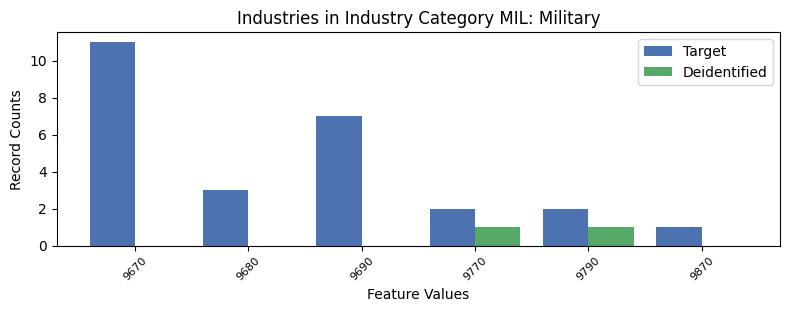 Industries in Industry Category MIL: Military
Target
Deidentified
Record Counts
10
8
6
4
2
0
9670
9680
9690
9770
9790
9870
Feature Values